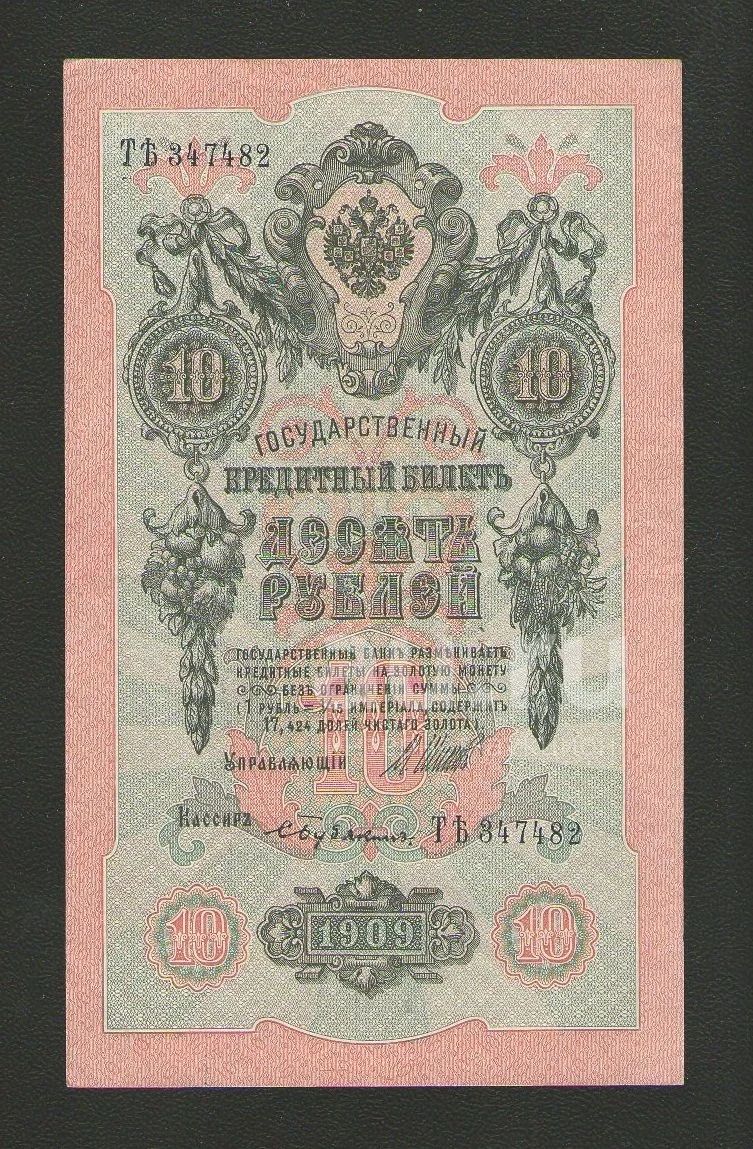 ТѢ 347482
10 10
ГОСУДАРСТВЕННЫЙ
КРЕДИТНЫЙ БИЛЕТЪ
ДЕСЯТЬ
РУБЛЕЙ
ГОСУДАРСТВЕННЫЙ БАНКЪ РАЗМѢНИВАЕТЪ
КРЕДИТНЫЕ БИЛЕТЫ НА ЗОЛОТУЮ МОНЕТУ
БЕЗЪ ОГРАНИЧЕНІЯ СУММЫ
(1 РУБЛЬ = 1/15 ИМПЕРІАЛА, СОДЕРЖИТЪ
17,424 ДОЛЕЙ ЧИСТАГО ЗОЛОТА).
10
Управляющій
Кассиръ
ТѢ 347482
10 1909 10